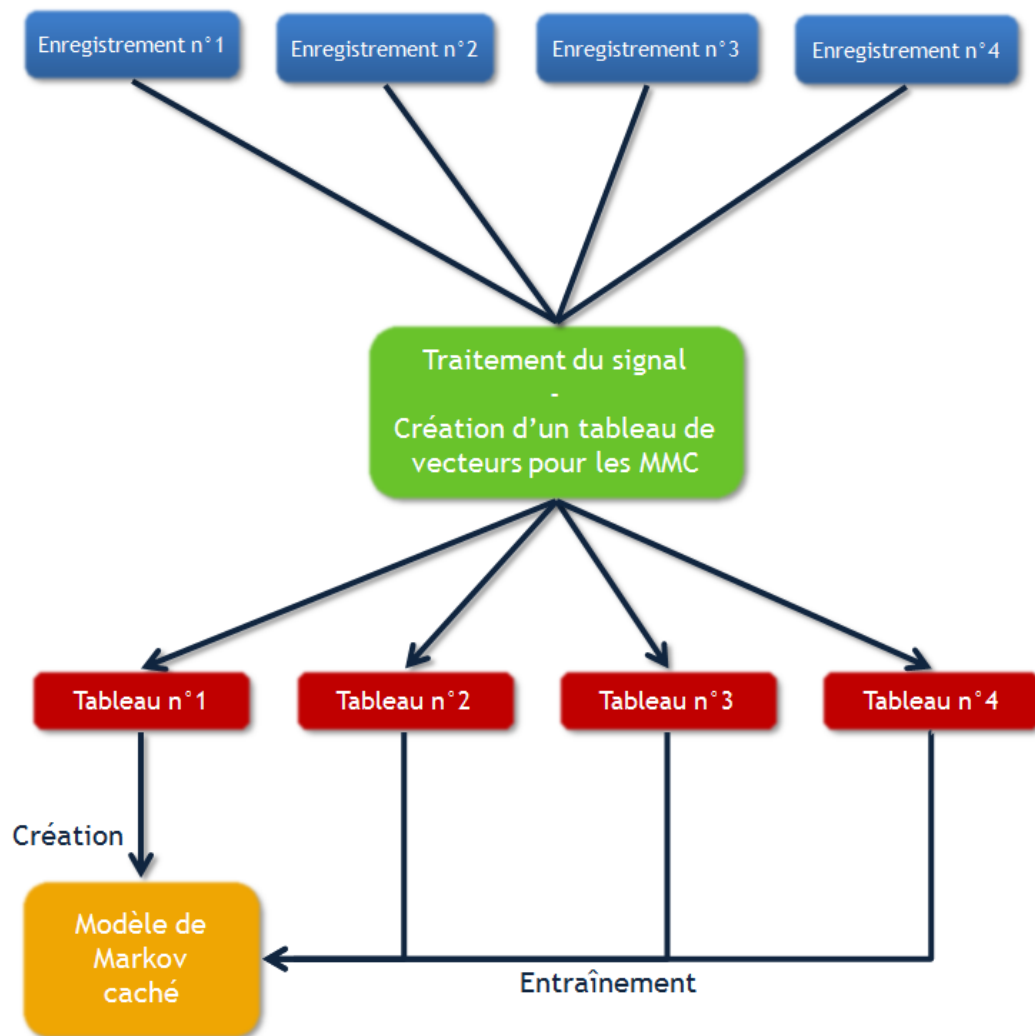 Enregistrement n°1
Enregistrement n°2
Enregistrement n°3
Enregistrement n°4
Traitement du signal
-
Création d’un tableau de
vecteurs pour les MMC
Tableau n°1
Tableau n°2
Tableau n°3
Tableau n°4
Création
Modèle de
Markov
caché
Entraînement